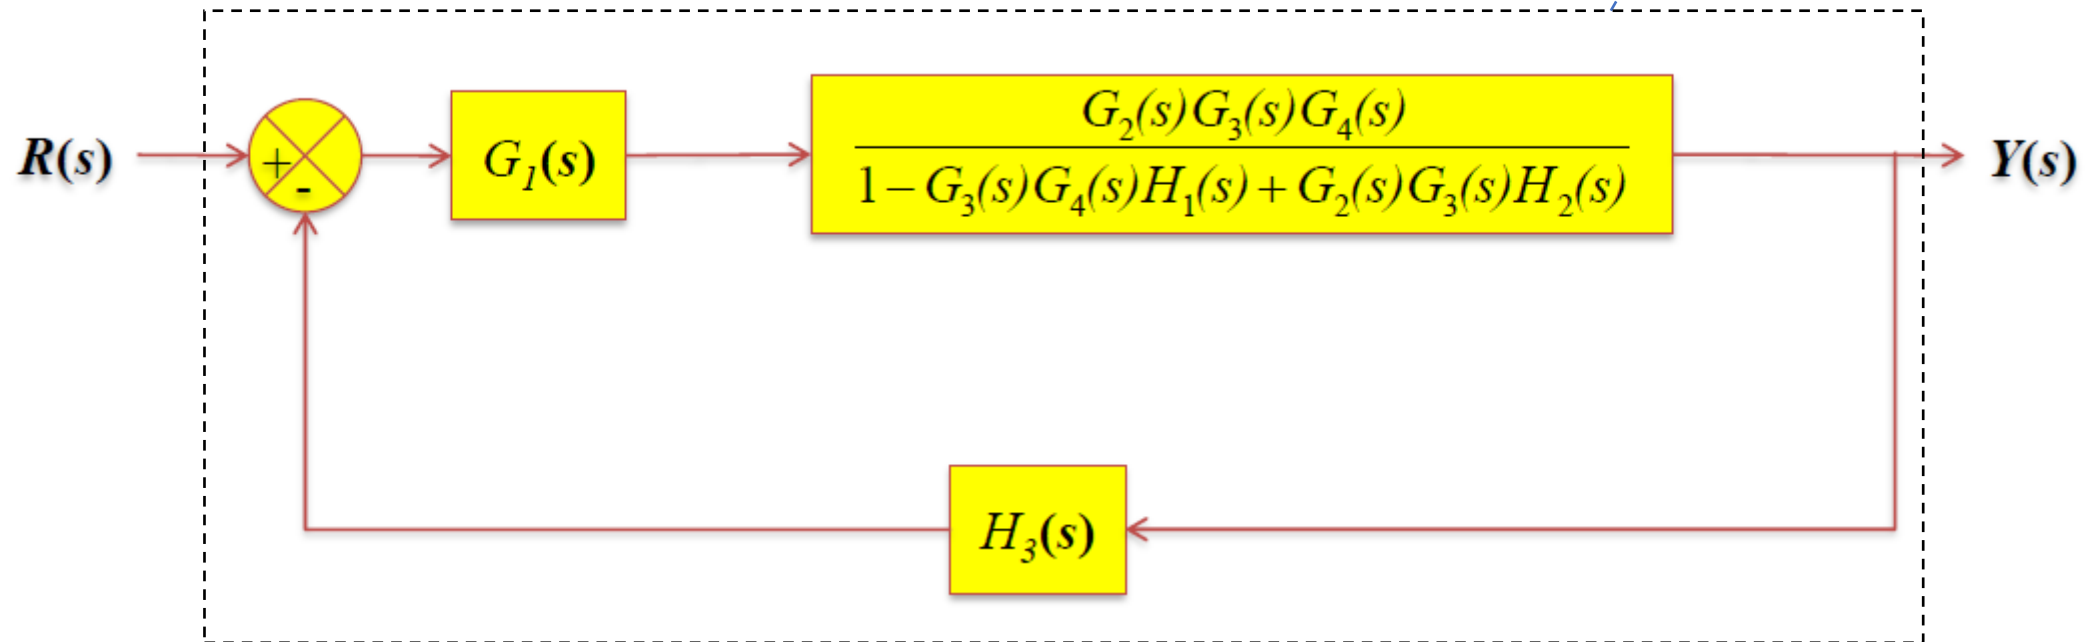 R(s)
+
-
G₁(s)
G₂(s)G₃(s)G₄(s)
1−G₃(s)G₄(s)H₁(s)+G₂(s)G₃(s)H₂(s)
Y(s)
H₃(s)